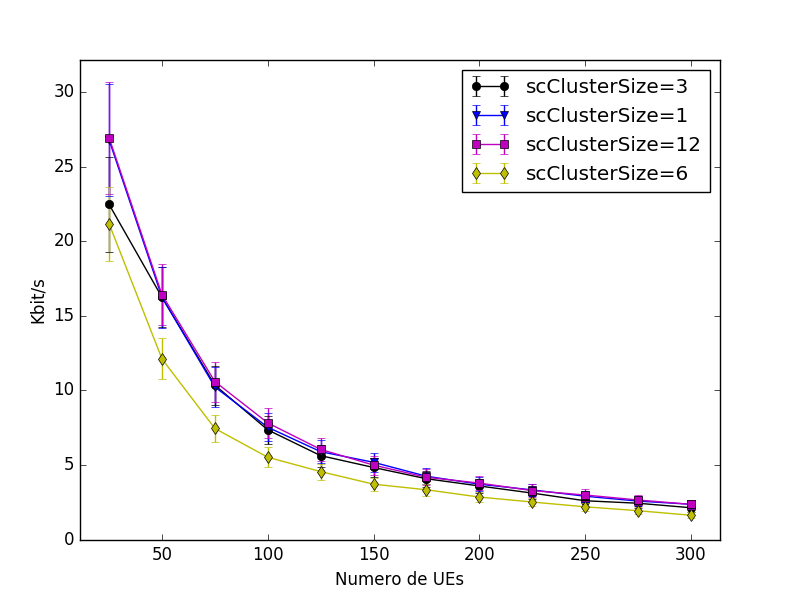 30
25
20
15
10
5
0
Kbit/s
scClusterSize=3
scClusterSize=1
scClusterSize=12
scClusterSize=6
50 100 150 200 250 300
Numero de UEs